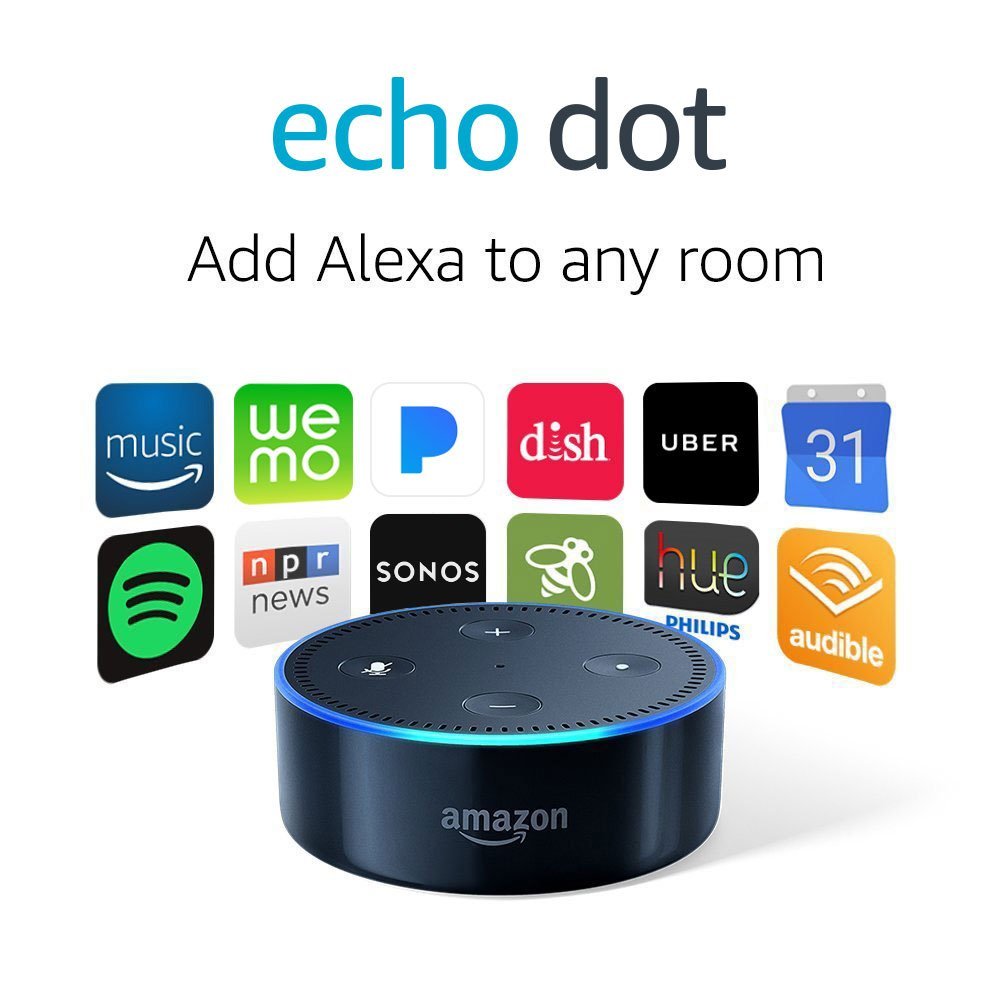 echo dot
Add Alexa to any room
music
we
mo
P
dish
UBER
31
npr
news
SONOS
hue
PHILIPS
audible
amazon